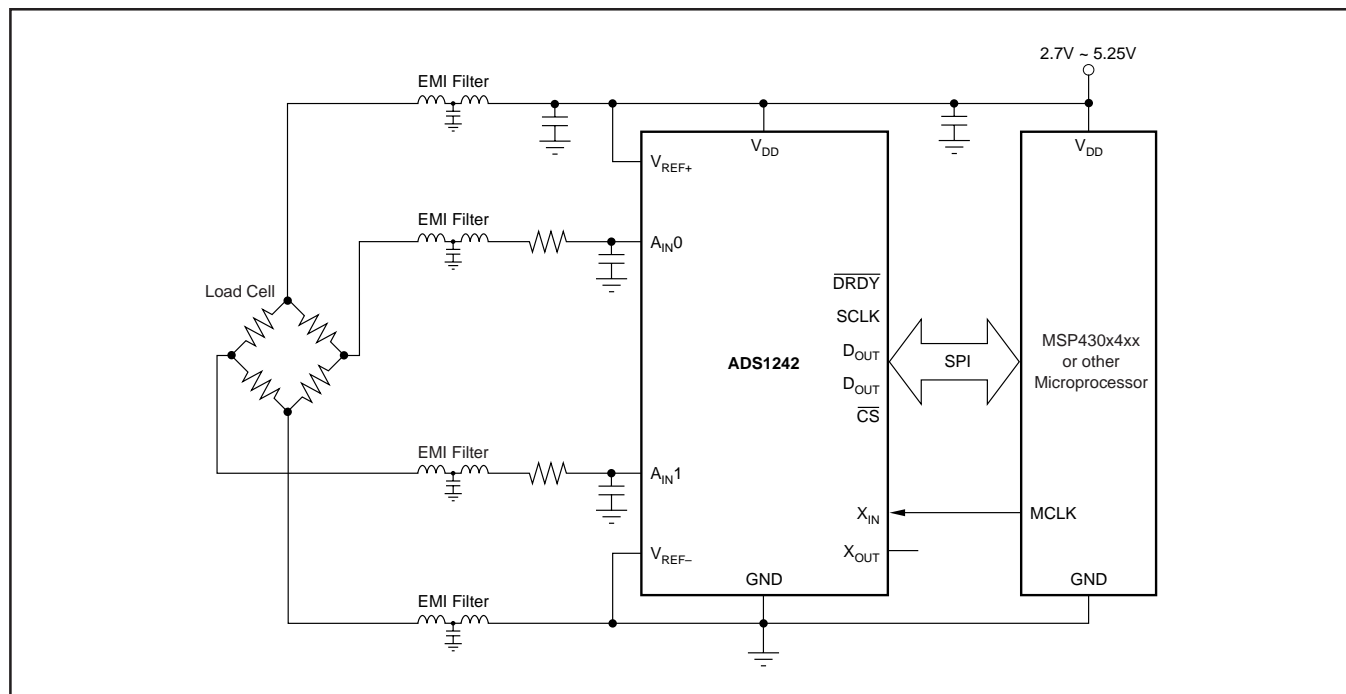 2.7V ~ 5.25V
EMI Filter
VDD
VDD
VREF+
EMI Filter
AIN0
DRDY
Load Cell
SCLK
DOUT
ADS1242
SPI
MSP430x4xx
or other
Microprocessor
DOUT
CS
EMI Filter
AIN1
XIN
MCLK
XOUT
VREF–
GND
GND
EMI Filter